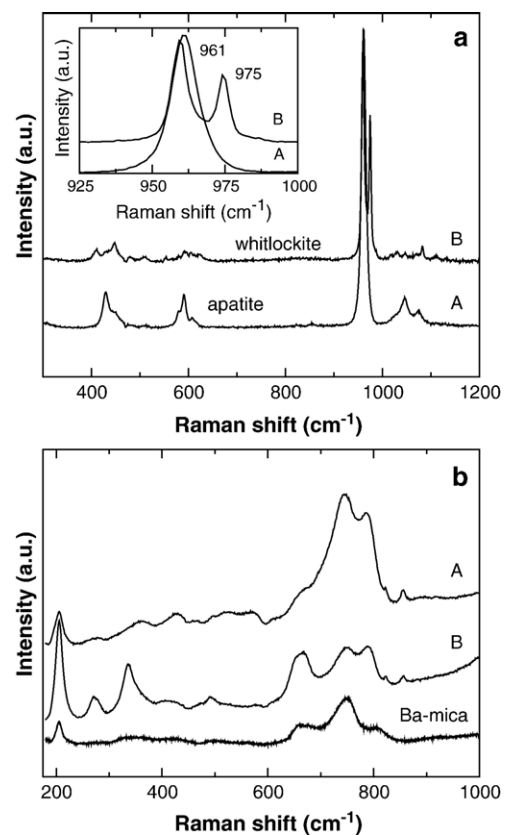 a
Intensity (a.u.)
Intensity (a.u.)
961
975
B
A
925 950 975 1000
Raman shift (cm-1)
whitlockite
B
apatite
A
400 600 800 1000 1200
Raman shift (cm-1)
b
Intensity (a.u.)
A
B
Ba-mica
200 400 600 800 1000
Raman shift (cm-1)